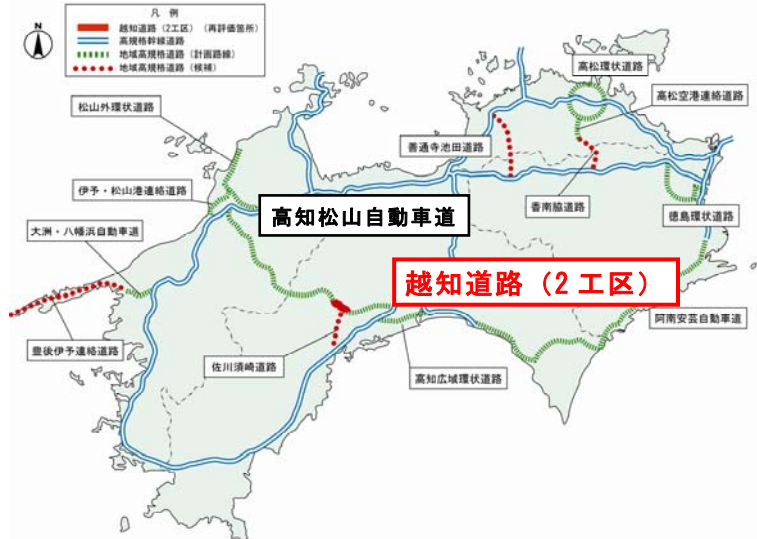 凡 例
越知道路（2工区）（再評価箇所）
高規格幹線道路
地域高規格道路（計画路線）
地域高規格道路（候補）
N
高松環状道路
高松空港連絡道路
松山外環状道路
善通寺池田道路
伊予・松山港連絡道路
高知松山自動車道
香南脇道路
徳島環状道路
大洲・八幡浜自動車道
越知道路（2工区）
阿南安芸自動車道
豊後伊予連絡道路
佐川須崎道路
高知広域環状道路